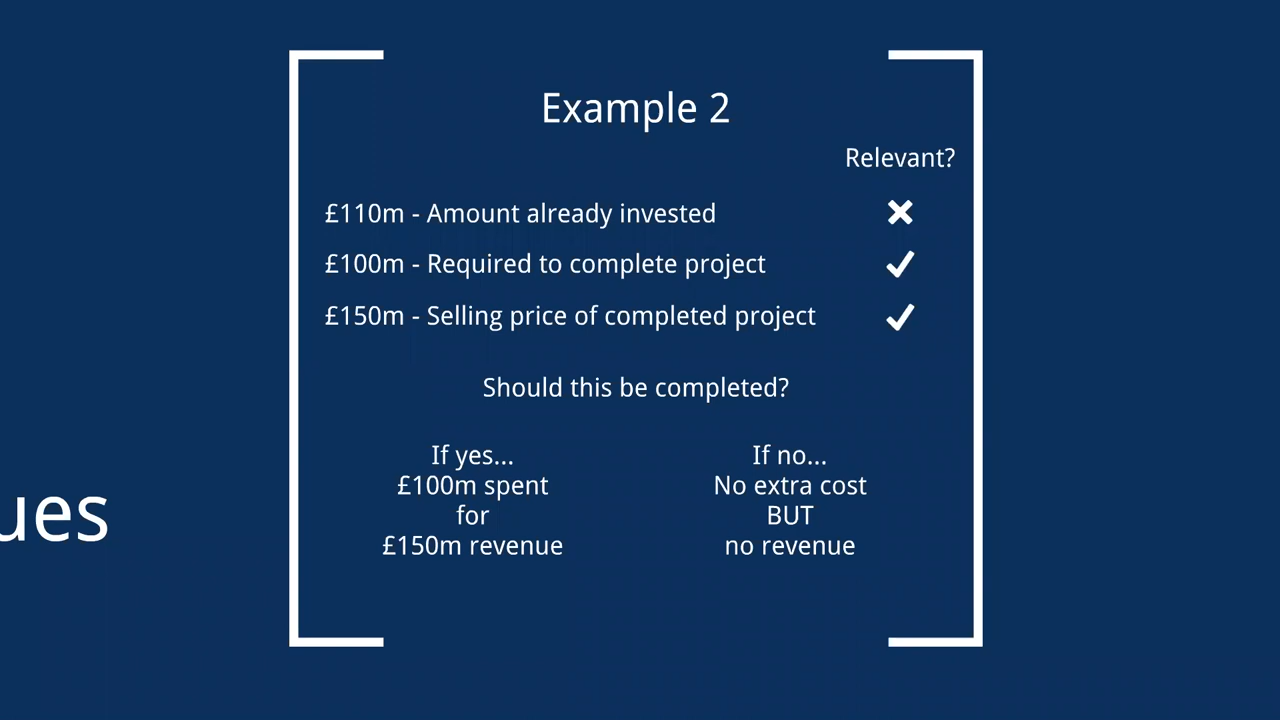 Example 2
Relevant?
£110m - Amount already invested
£100m - Required to complete project
£150m - Selling price of completed project
Should this be completed?
If yes...
£100m spent
for
£150m revenue
If no...
No extra cost
BUT
no revenue
ues